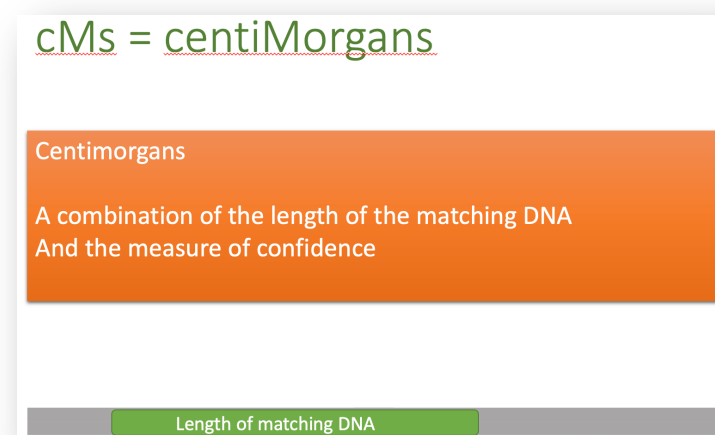 cMs = centiMorgans
Centimorgans
A combination of the length of the matching DNA
And the measure of confidence
Length of matching DNA